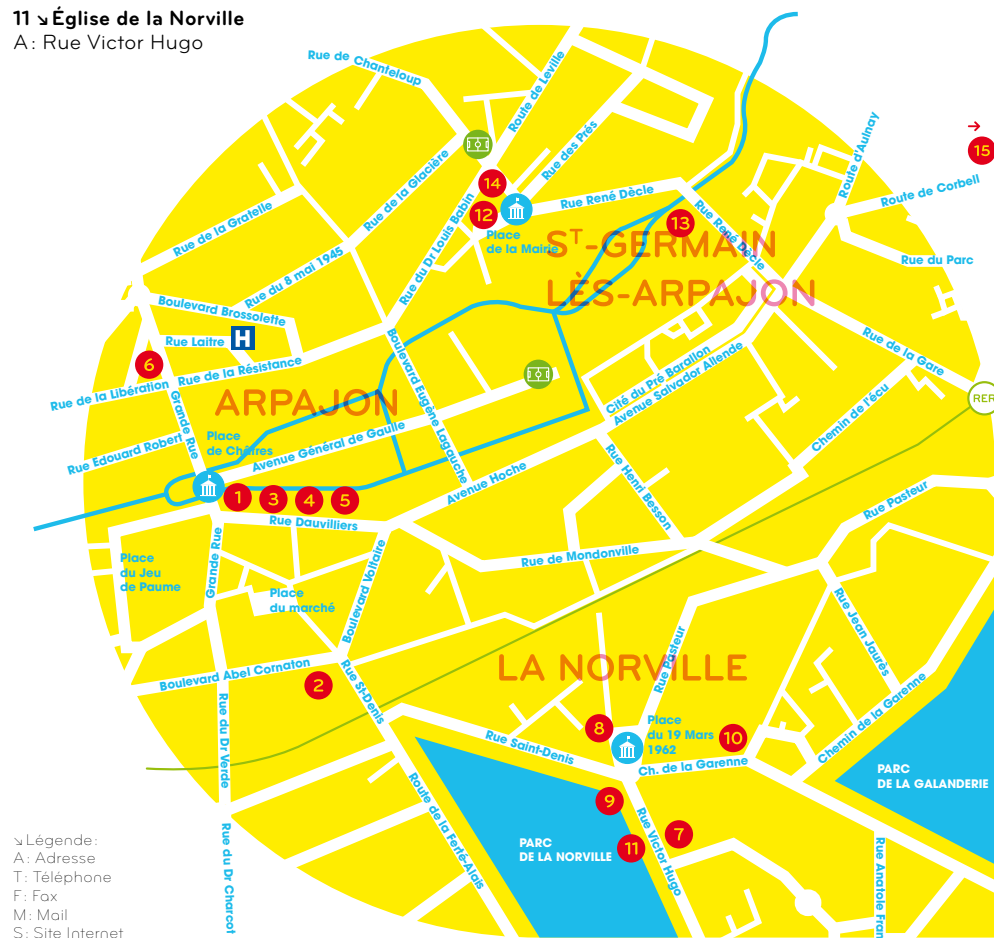 11 ↘ Église de la Norville
A : Rue Victor Hugo
Rue de Chanteloup
Route de Leville
Rue des Prés
Route d'Aulnay
→
15
Route de Corbeil
Rue de la Glacière
14
12
Rue René Dècle
13
Rue René Dècle
Place
de la Mairie
Rue de la Gratelle
Rue du Dr Louis Babin
Sᵀ-GERMAIN
LÈS-ARPAJON
Rue du Parc
Rue du 8 mai 1945
Boulevard Brossolette
Rue Laitre
H
Rue de la Gare
6
Rue de la Libération
Rue de la Résistance
Boulevard Eugène Lagauche
Cité du Pré Barallon
Avenue Salvador Allende
RER
ARPAJON
Grande Rue
Chemin de l'écu
Place
de Chêfres
Rue Edouard Robert
Avenue Général de Gaulle
Avenue Hoche
Rue Henri Besson
1
3
4
5
Rue Pasteur
Rue Dauvilliers
Place
du Jeu
de Paume
Grande Rue
Boulevard Voltaire
Rue de Mondonville
Place
du marché
Rue Jean Jaurès
Rue Pasteur
LA NORVILLE
Boulevard Abel Cornaton
2
Rue St-Denis
Chemin de la Garenne
Rue du Dr Verde
8
Place
du 19 Mars
1962
10
Rue Saint-Denis
Ch. de la Garenne
PARC
DE LA GALANDERIE
Route de la Ferté-Alais
9
Rue Victor Hugo
7
11
PARC
DE LA NORVILLE
Rue du Dr Charcot
Rue Anatole Fran
↘ Légende :
A : Adresse
T : Téléphone
F : Fax
M : Mail
S : Site Internet